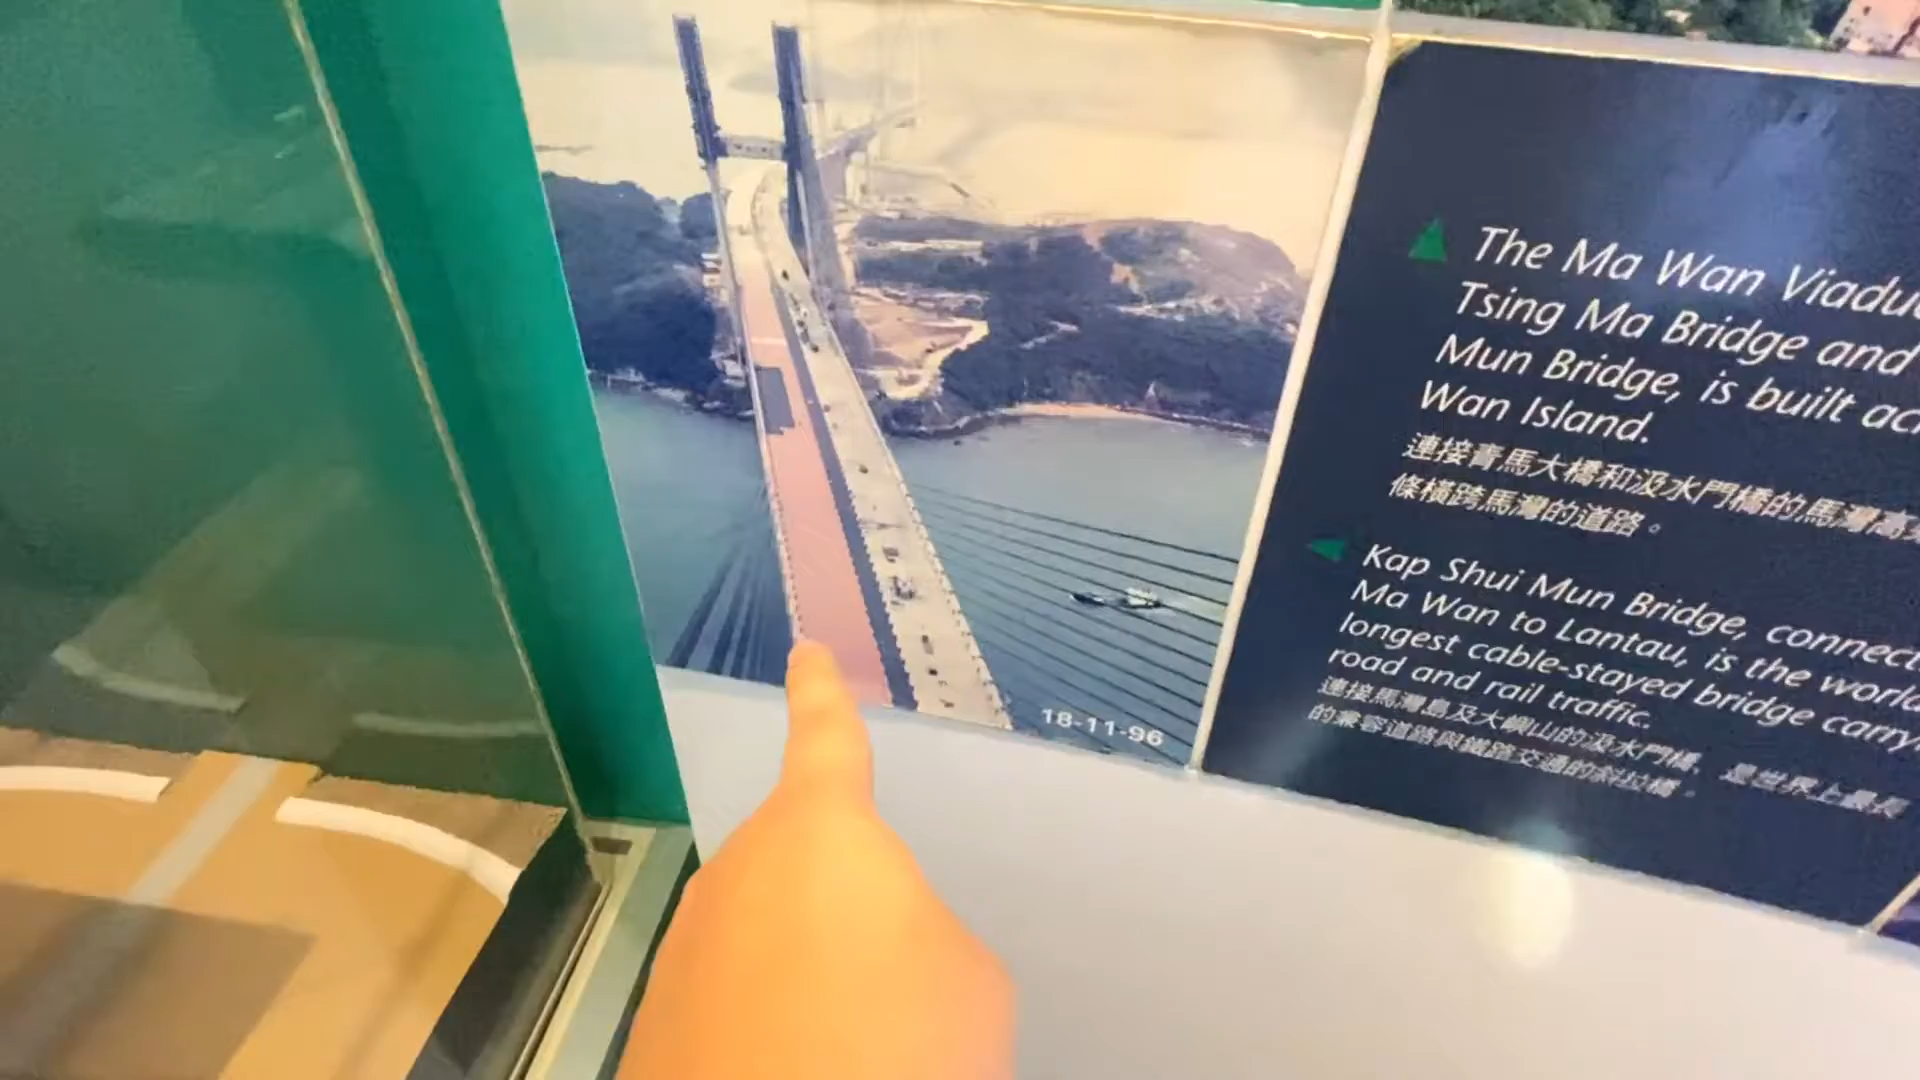 The Ma Wan Viadu
Tsing Ma Bridge and
Mun Bridge, is built ac
Wan Island.
連接青馬大橋和汲水門橋的馬灣高
條橫跨馬灣的道路。
Kap Shui Mun Bridge, connect
Ma Wan to Lantau, is the world
longest cable-stayed bridge carry
road and rail traffic.
連接馬灣島及大嶼山的汲水門橋，是世界上最長
的兼容道路與鐵路交通的斜拉橋。
18-11-96